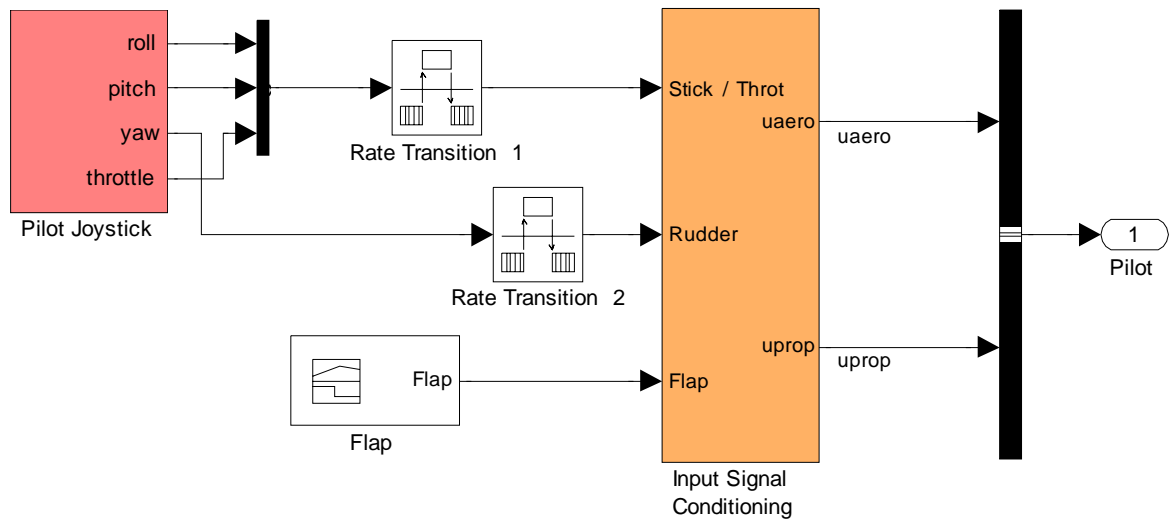 roll
pitch
yaw
throttle
Pilot Joystick
Rate Transition 1
Rate Transition 2
Flap
Flap
Stick / Throt
Rudder
Flap
uaero
uprop
Input Signal
Conditioning
uaero
uprop
1
Pilot